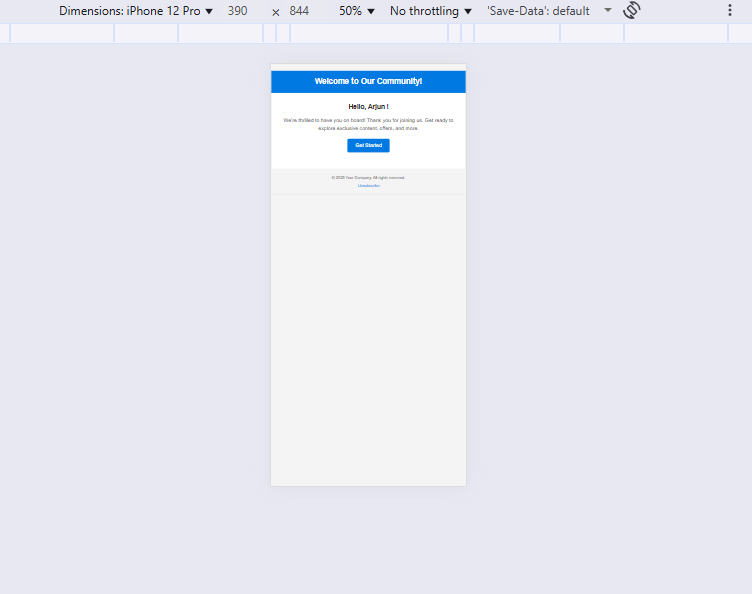 Dimensions: iPhone 12 Pro ▼ 390 × 844 50% ▼ No throttling ▼ 'Save-Data': default
Welcome to Our Community!
Hello, Arjun !
We're thrilled to have you on board! Thank you for joining us. Get ready to
explore exclusive content, offers, and more.
Get Started
© 2025 Your Company. All rights reserved.
Unsubscribe